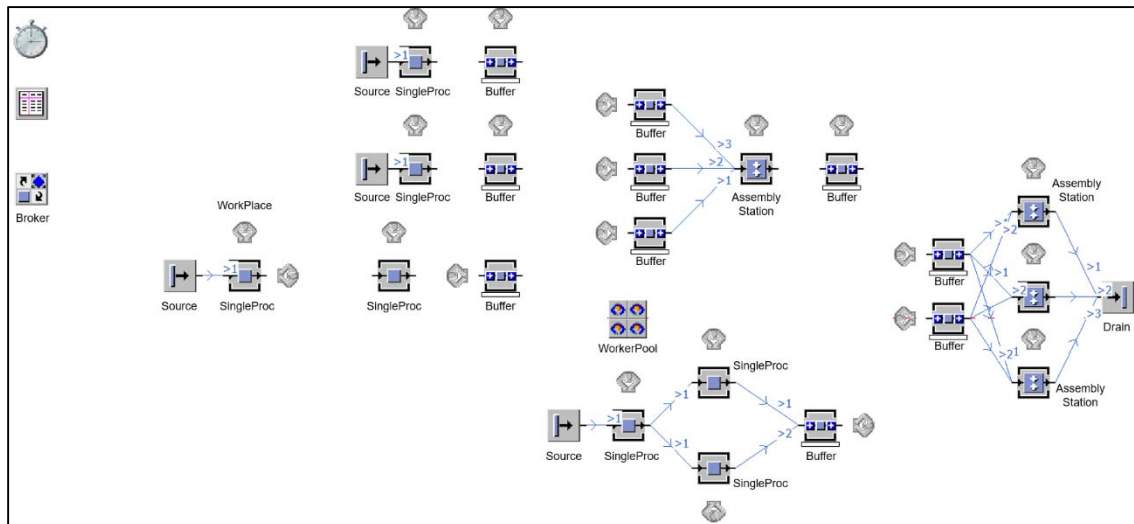 >1
Source SingleProc Buffer
Buffer
>3
>1
>2
Source SingleProc Buffer
Buffer
>1
Assembly
Station
Buffer
Broker
Assembly
Station
WorkPlace
>2
Buffer
>1
>1
>1
>2
>2
Source
SingleProc
SingleProc
Buffer
Buffer
>3
Drain
WorkerPool
SingleProc
Buffer
>2
1
Assembly
Station
>1
>1
>1
>1
>2
Source
SingleProc
Buffer
SingleProc